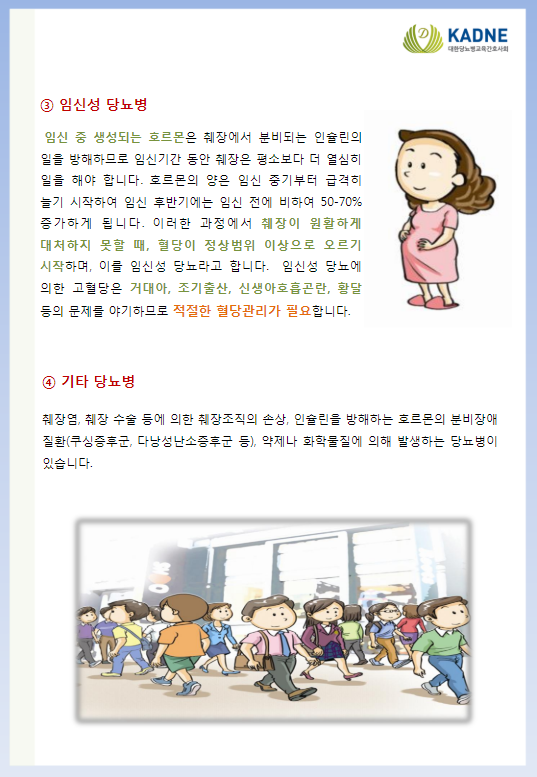 KADNE
대한당뇨병교육간호사회
③ 임신성 당뇨병
임신 중 생성되는 호르몬은 췌장에서 분비되는 인슐린의
일을 방해하므로 임신기간 동안 췌장은 평소보다 더 열심히
일을 해야 합니다. 호르몬의 양은 임신 중기부터 급격히
늘기 시작하여 임신 후반기에는 임신 전에 비하여 50-70%
증가하게 됩니다. 이러한 과정에서 췌장이 원활하게
대처하지 못할 때, 혈당이 정상범위 이상으로 오르기
시작하며, 이를 임신성 당뇨라고 합니다. 임신성 당뇨에
의한 고혈당은 거대아, 조기출산, 신생아호흡곤란, 황달
등의 문제를 야기하므로 적절한 혈당관리가 필요합니다.
④ 기타 당뇨병
췌장염, 췌장 수술 등에 의한 췌장조직의 손상, 인슐린을 방해하는 호르몬의 분비장애
질환(쿠싱증후군, 다낭성난소증후군 등), 약제나 화학물질에 의해 발생하는 당뇨병이
있습니다.